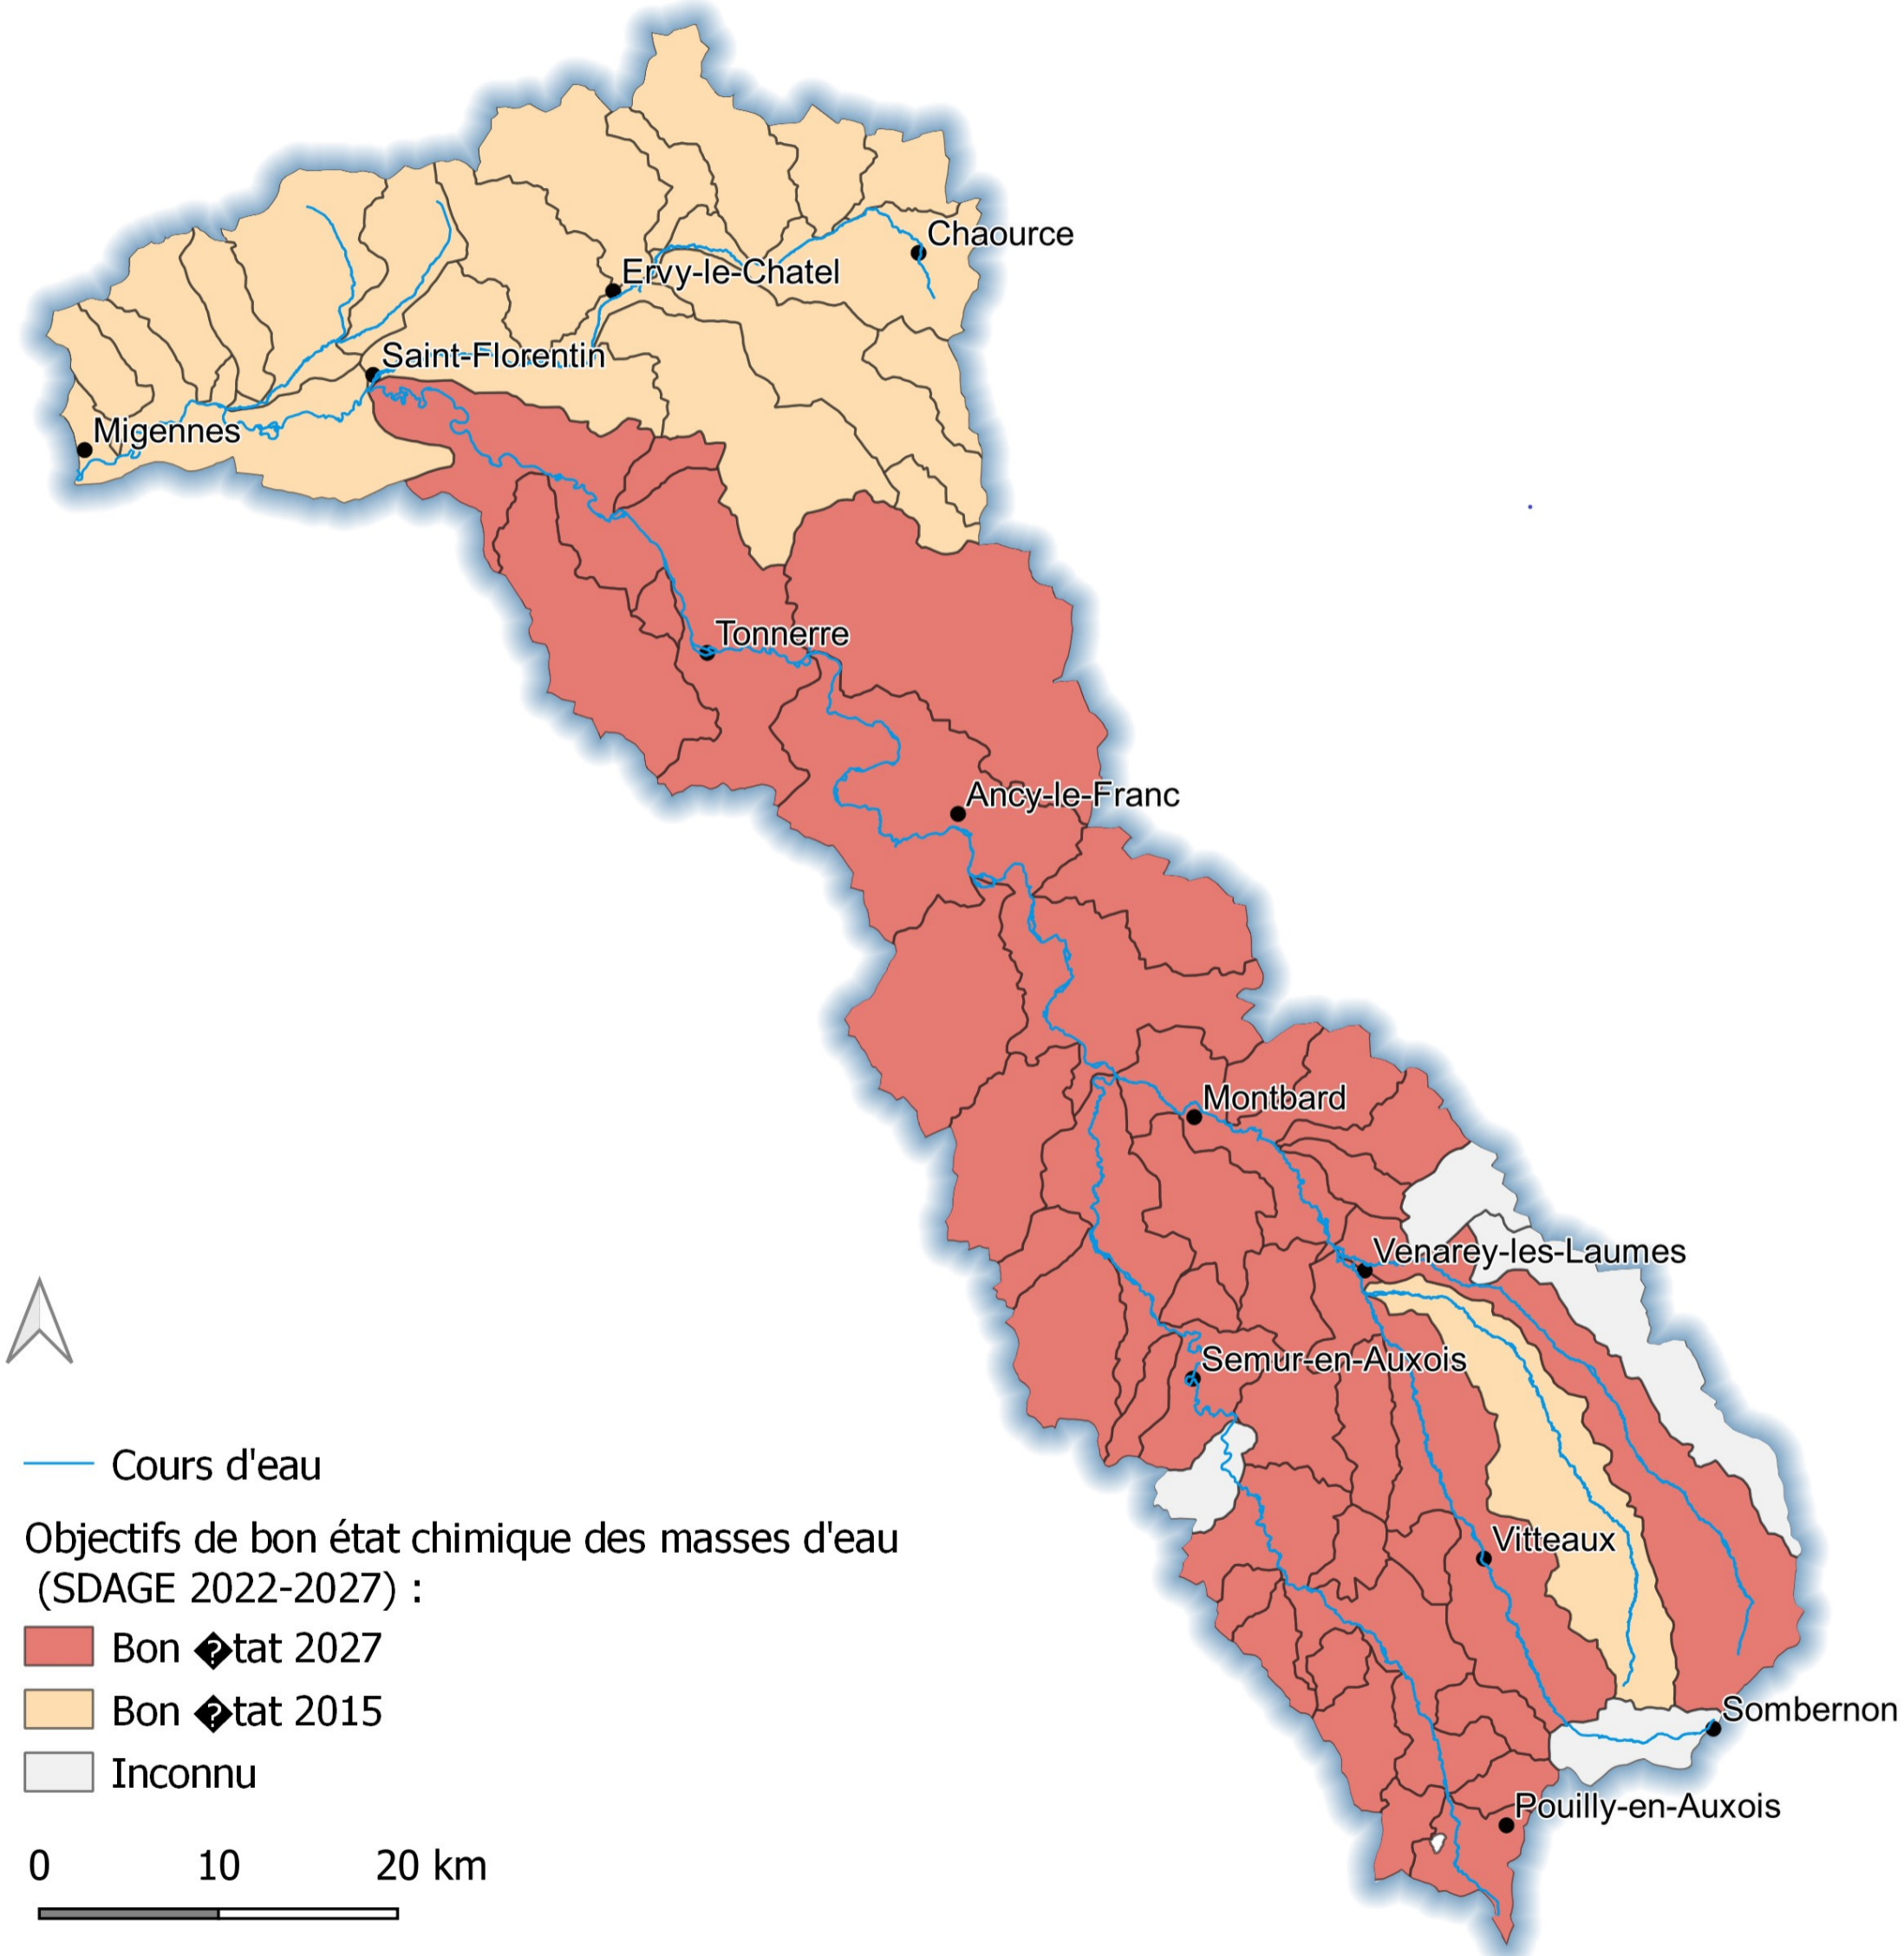 Chaource
Ervy-le-Chatel
Saint-Florentin
Migennes
Tonnerre
Ancy-le-Franc
Montbard
Venarey-les-Laumes
Semur-en-Auxois
Vitteaux
Sombernon
Pouilly-en-Auxois
Cours d'eau
Objectifs de bon état chimique des masses d'eau
(SDAGE 2022-2027) :
Bon �tat 2027
Bon �tat 2015
Inconnu
0 10 20 km